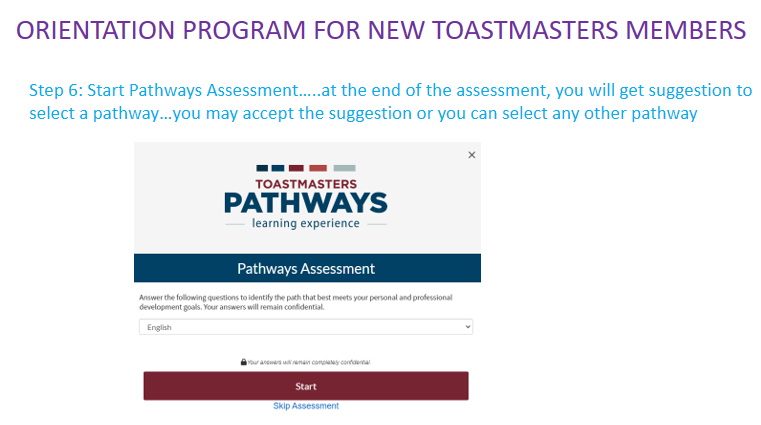 ORIENTATION PROGRAM FOR NEW TOASTMASTERS MEMBERS
Step 6: Start Pathways Assessment…..at the end of the assessment, you will get suggestion to
select a pathway…you may accept the suggestion or you can select any other pathway
TOASTMASTERS
PATHWAYS
learning experience
Pathways Assessment
Answer the following questions to identify the path that best meets your personal and professional
development goals. Your answers will remain confidential.
English
Your answers will remain completely confidential.
Start
Skip Assessment